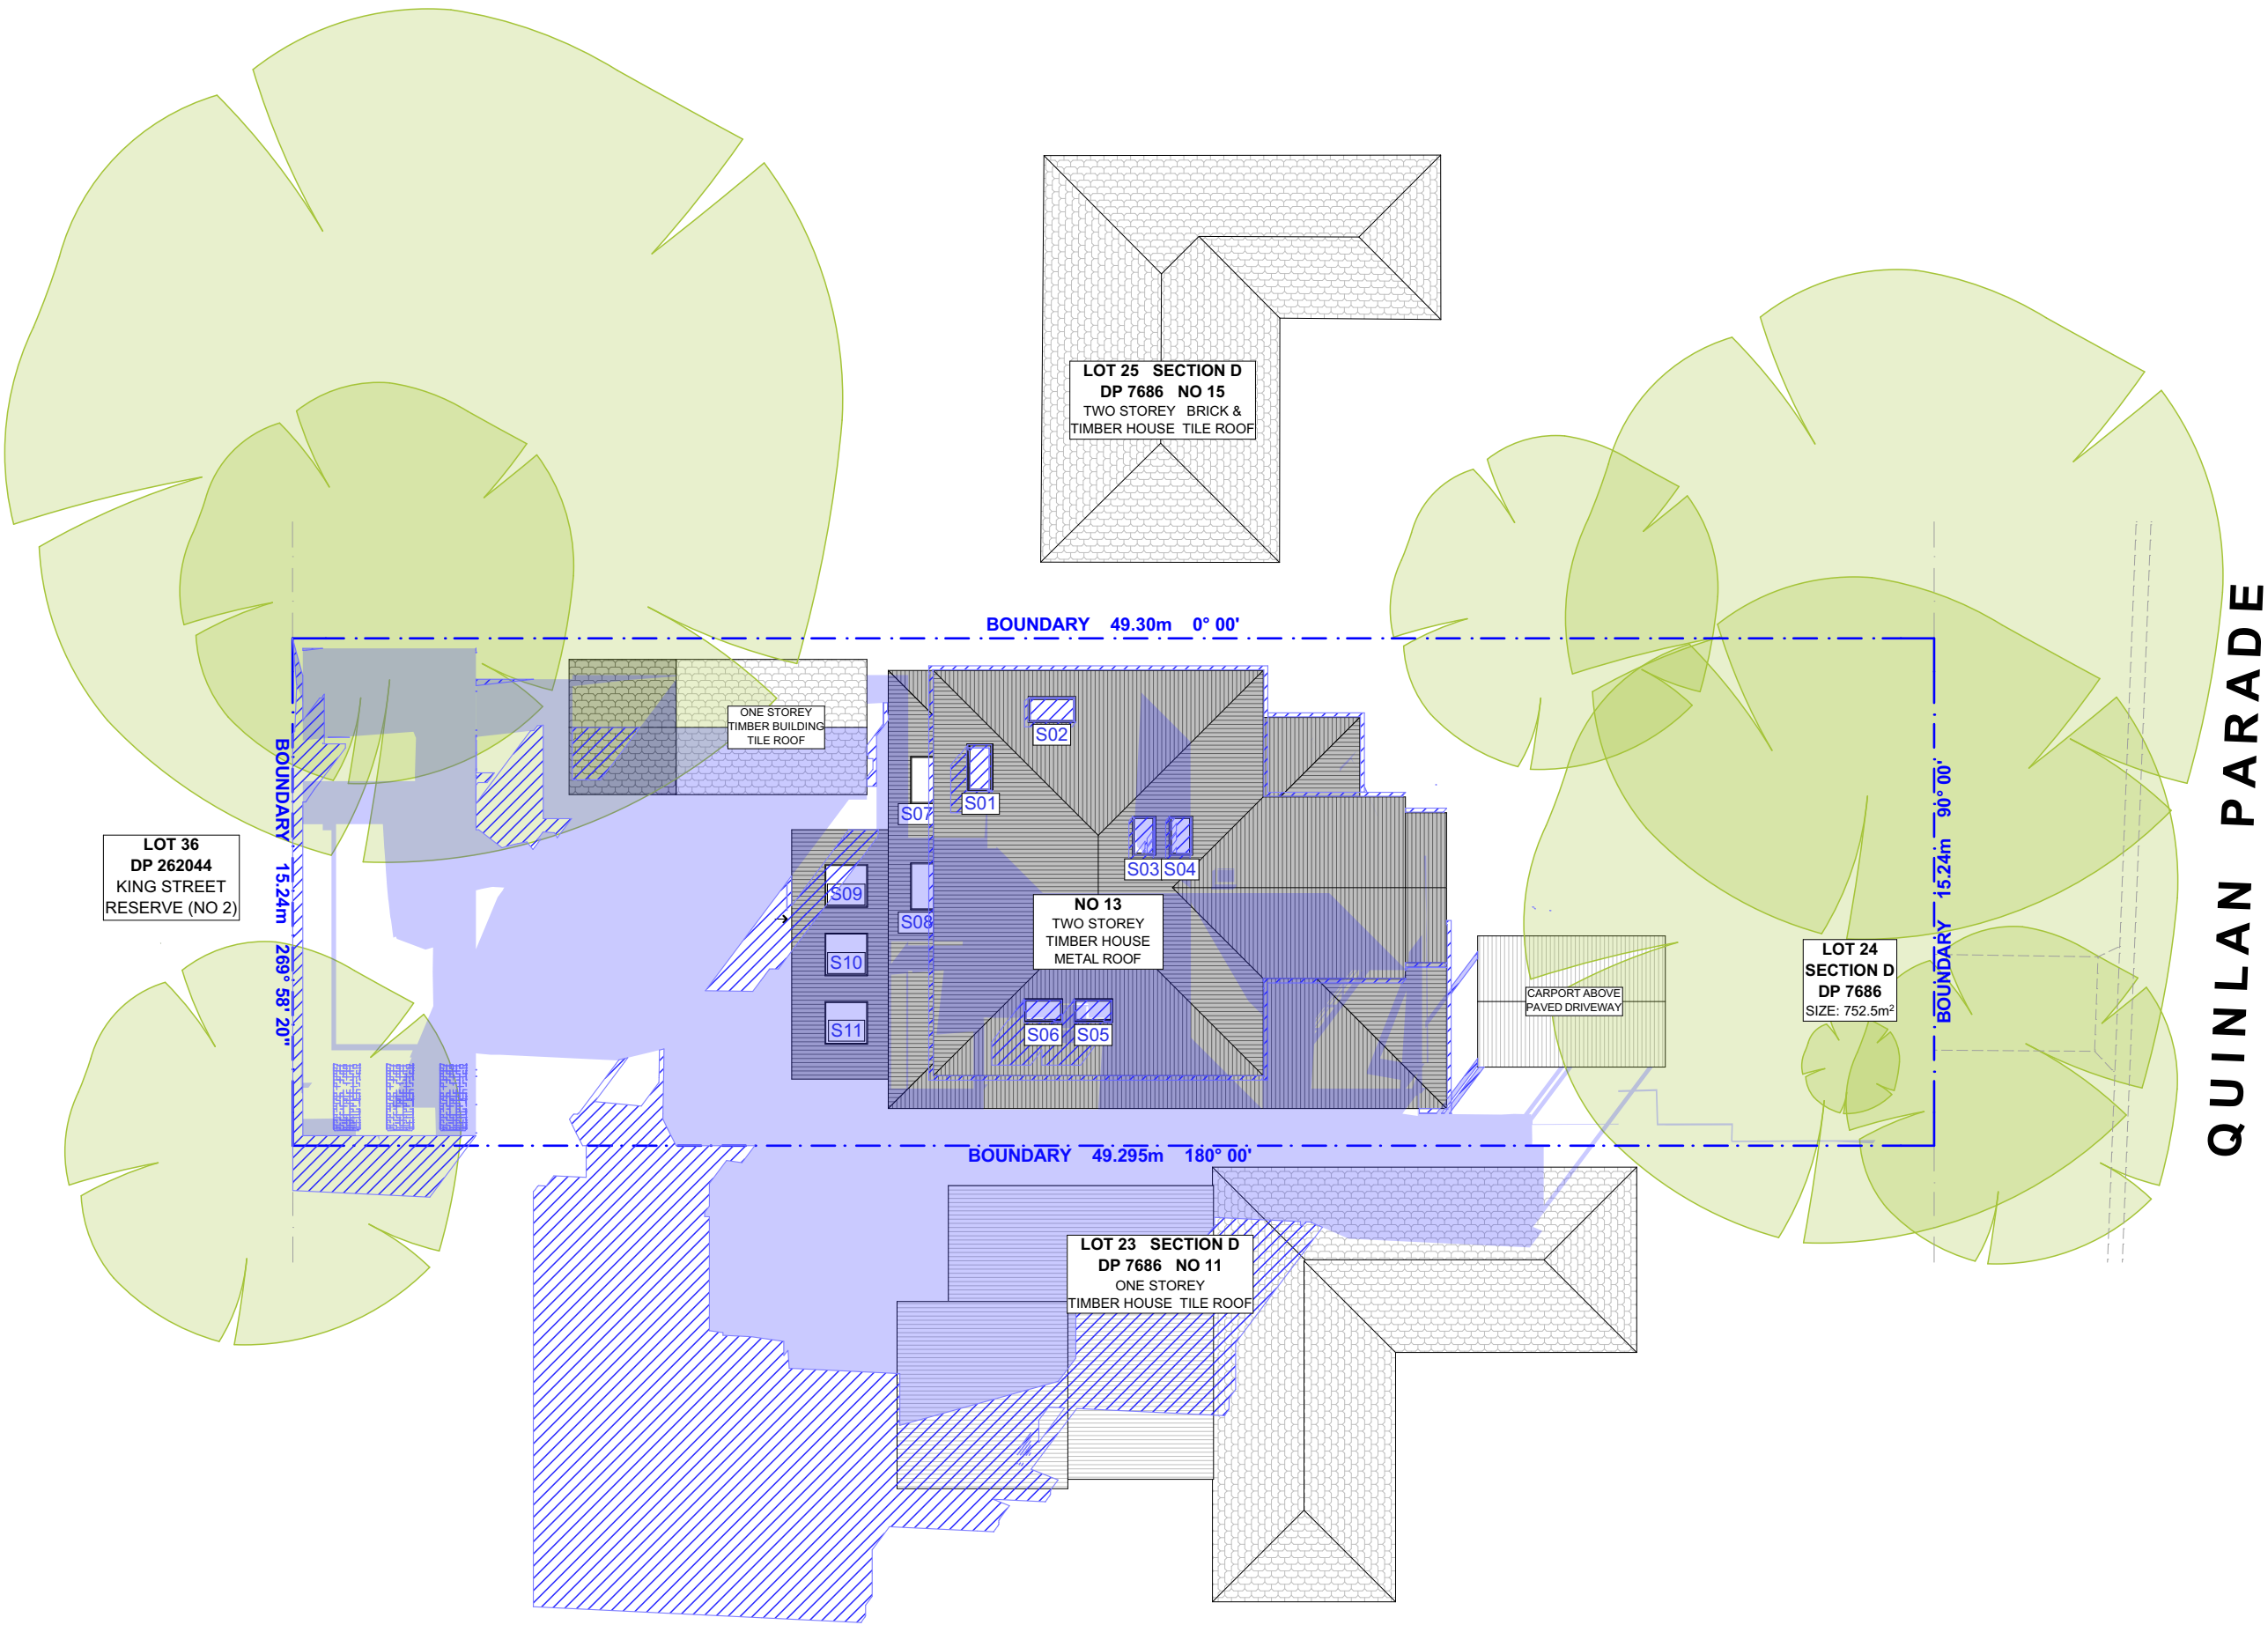 LOT 25 SECTION D
DP 7686 NO 15
TWO STOREY BRICK &
TIMBER HOUSE TILE ROOF
BOUNDARY 49.30m 0° 00'
ONE STOREY
TIMBER BUILDING
TILE ROOF
S02
S01
S07
S03
S04
S09
S08
S10
S11
S06
S05
NO 13
TWO STOREY
TIMBER HOUSE
METAL ROOF
LOT 36
DP 262044
KING STREET
RESERVE (NO 2)
BOUNDARY 15.24m 269° 58' 20"
CARPORT ABOVE
PAVED DRIVEWAY
LOT 24
SECTION D
DP 7686
SIZE: 752.5m²
BOUNDARY 15.24m 90° 00'
QUINLAN PARADE
BOUNDARY 49.295m 180° 00'
LOT 23 SECTION D
DP 7686 NO 11
ONE STOREY
TIMBER HOUSE TILE ROOF